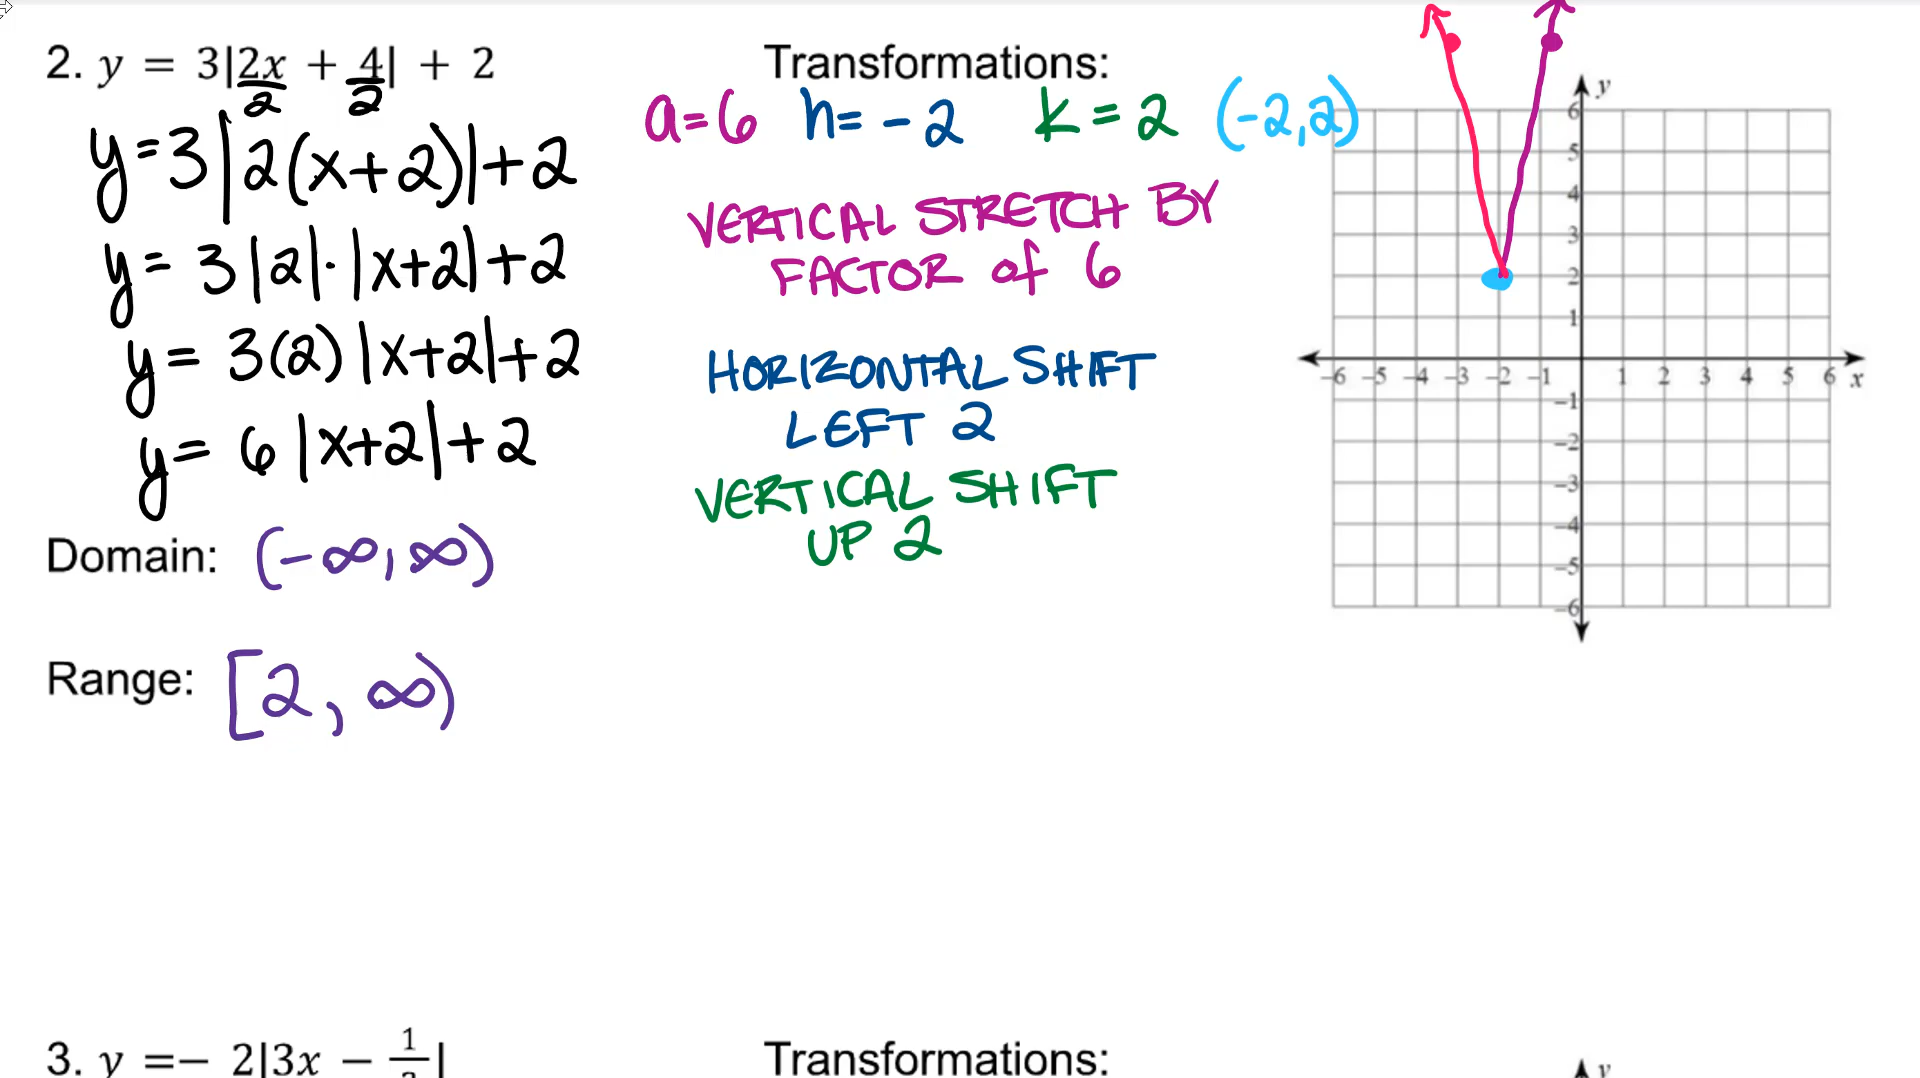 2. y = 3|2x + 4| + 2
2 2
y=3|2(x+2)|+2
y= 3|2|·|x+2|+2
y= 3(2)|x+2|+2
y= 6|x+2|+2
Domain: (-∞,∞)
Range: [2, ∞)
Transformations:
a=6 h= -2 k=2 (-2,2)
VERTICAL STRETCH BY
FACTOR of 6
HORIZONTAL SHIFT
LEFT 2
VERTICAL SHIFT
UP 2
y
6
5
4
3
2
1
-6 -5 -4 -3 -2 -1 1 2 3 4 5 6 x
-1
-2
-3
-4
-5
-6
3. y =− 2|3x − 1/
Transformations:
y